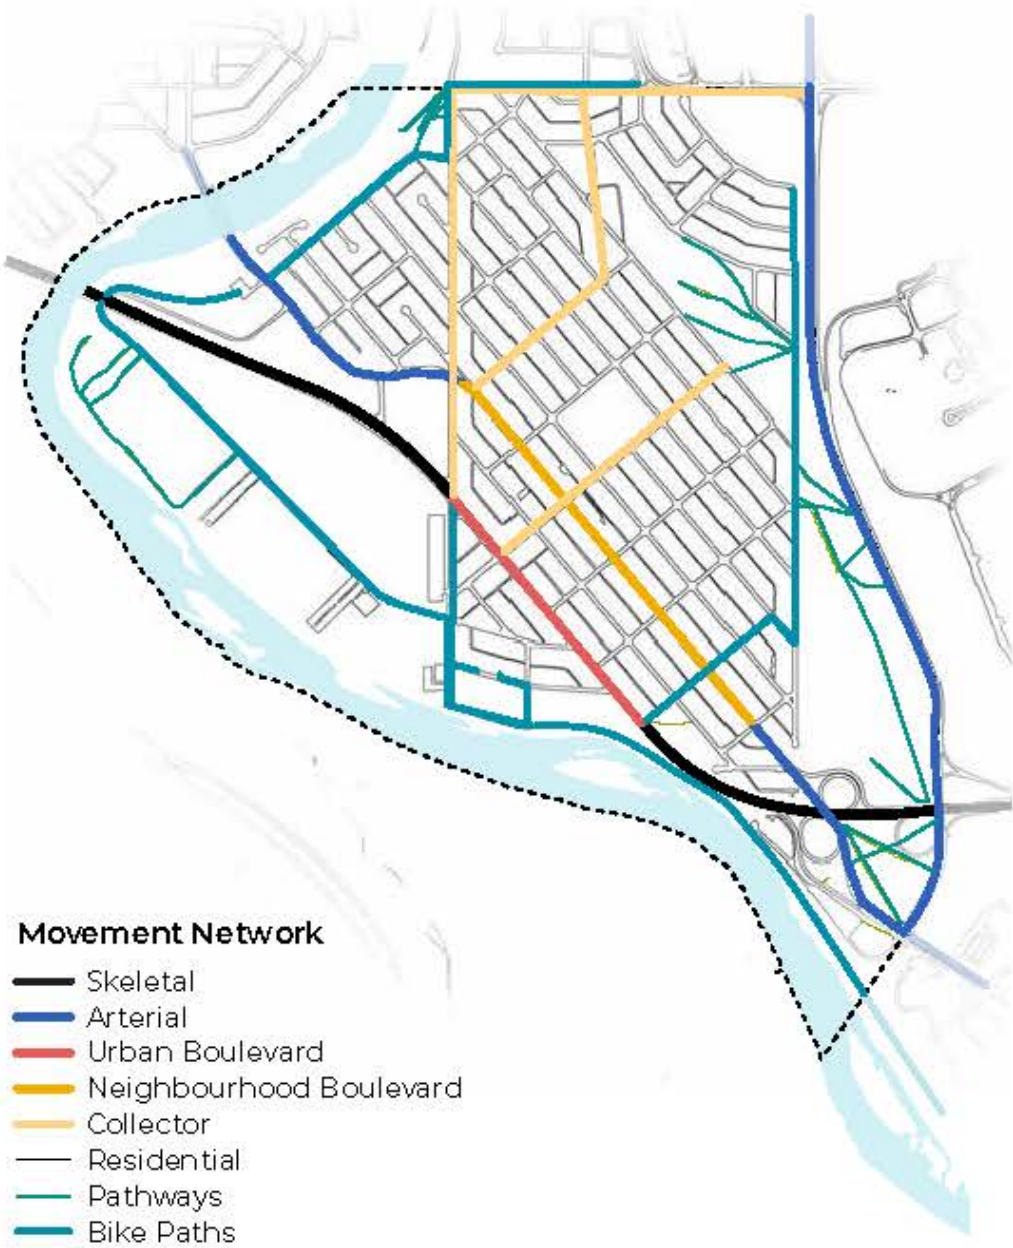 Movement Network
Skeletal
Arterial
Urban Boulevard
Neighbourhood Boulevard
Collector
Residential
Pathways
Bike Paths